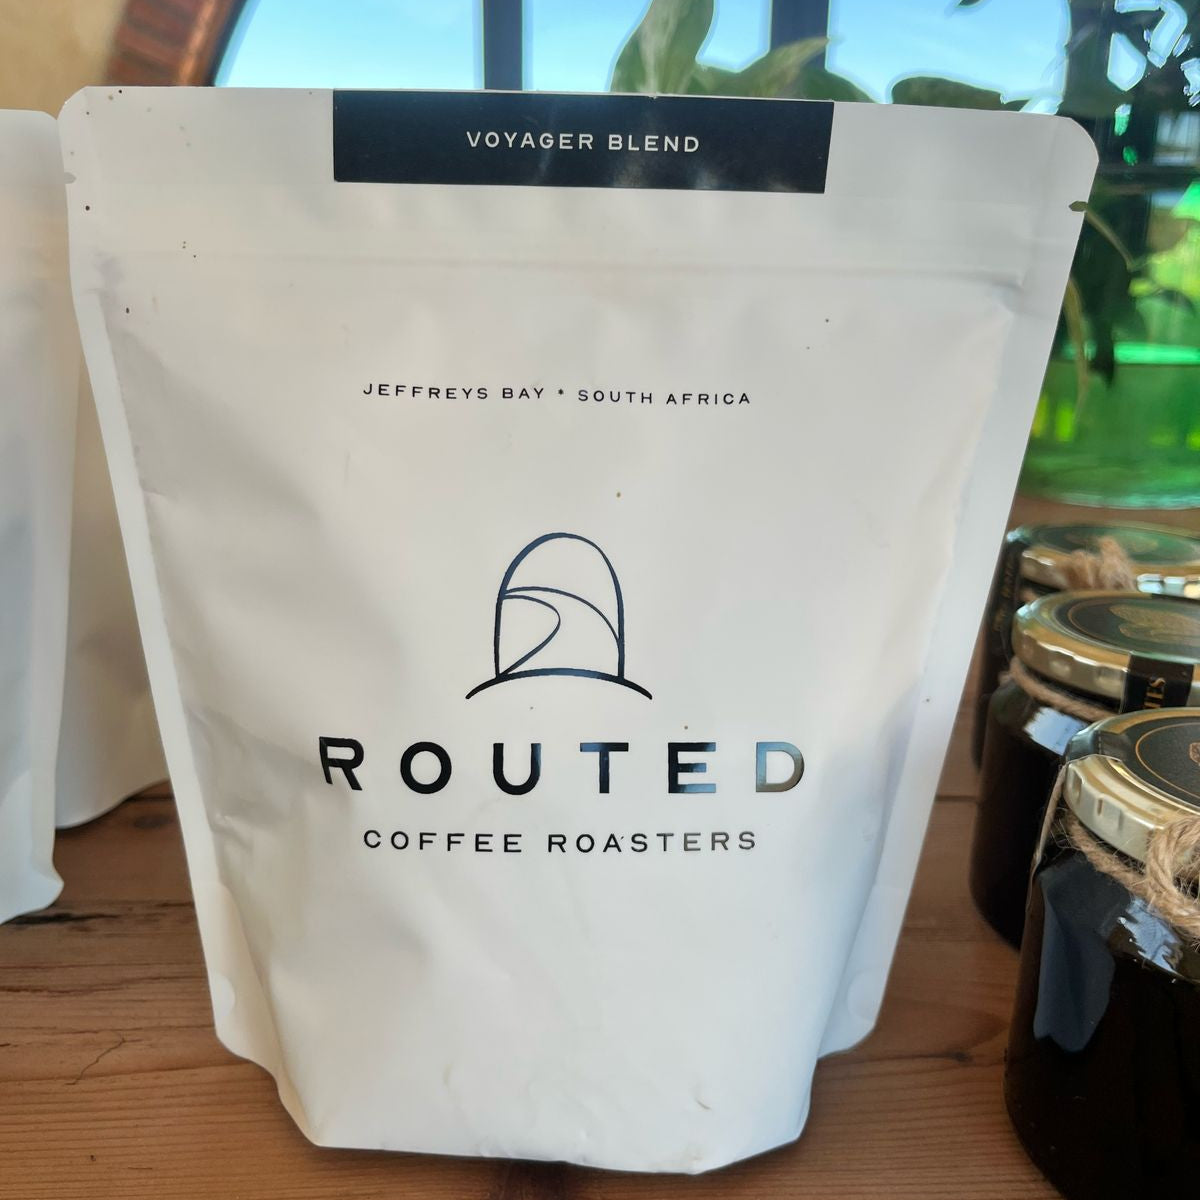 VOYAGER BLEND
JEFFREYS BAY * SOUTH AFRICA
ROUTED
COFFEE ROASTERS